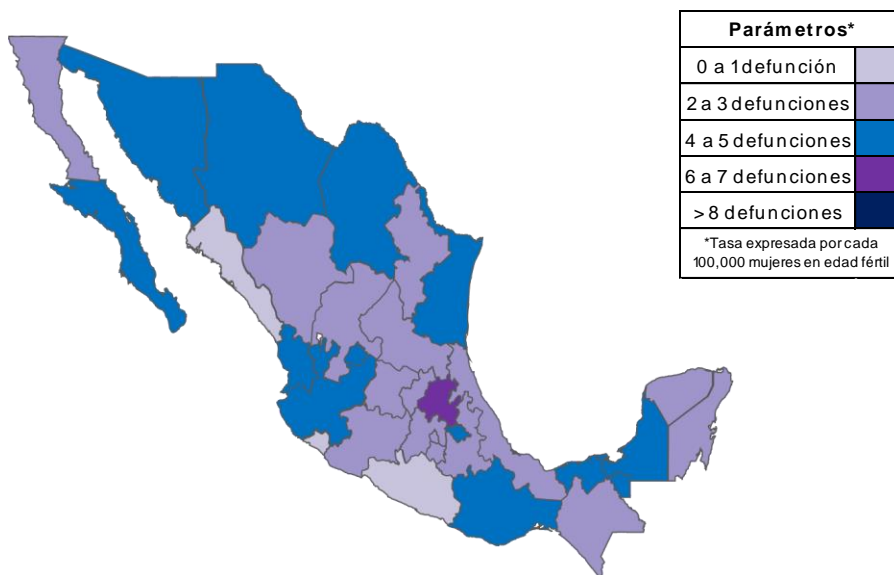 Parámetros*
0 a 1 defunción
2 a 3 defunciones
4 a 5 defunciones
6 a 7 defunciones
> 8 defunciones
*Tasa expresada por cada
100,000 mujeres en edad fértil